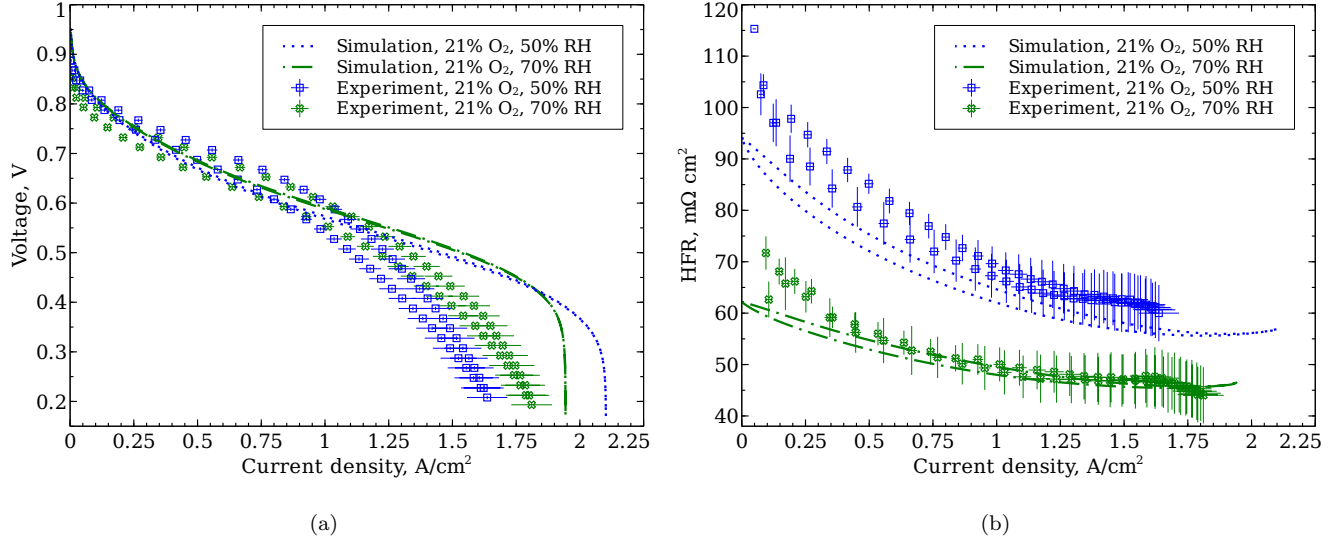 1
0.9
0.8
0.7
0.6
0.5
0.4
0.3
0.2
Voltage, V
Simulation, 21% O₂, 50% RH
Simulation, 21% O₂, 70% RH
Experiment, 21% O₂, 50% RH
Experiment, 21% O₂, 70% RH
0 0.25 0.5 0.75 1 1.25 1.5 1.75 2 2.25
Current density, A/cm²
(a)
120
110
100
90
80
70
60
50
40
HFR, mΩ cm²
Simulation, 21% O₂, 50% RH
Simulation, 21% O₂, 70% RH
Experiment, 21% O₂, 50% RH
Experiment, 21% O₂, 70% RH
0 0.25 0.5 0.75 1 1.25 1.5 1.75 2 2.25
Current density, A/cm²
(b)